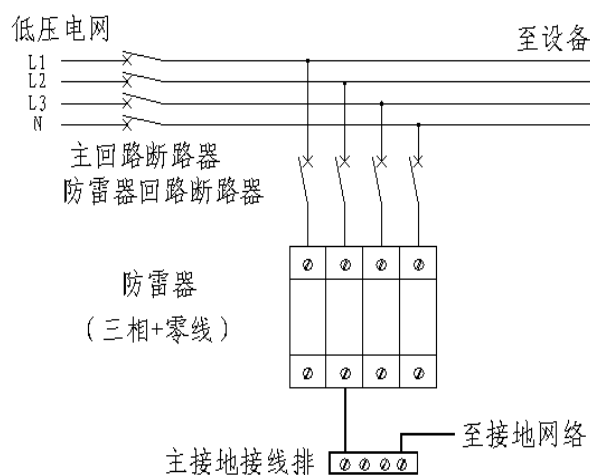 低压电网
至设备
L1
L2
L3
N
主回路断路器
防雷器回路断路器
防雷器
（三相+零线）
至接地网络
主接地接线排